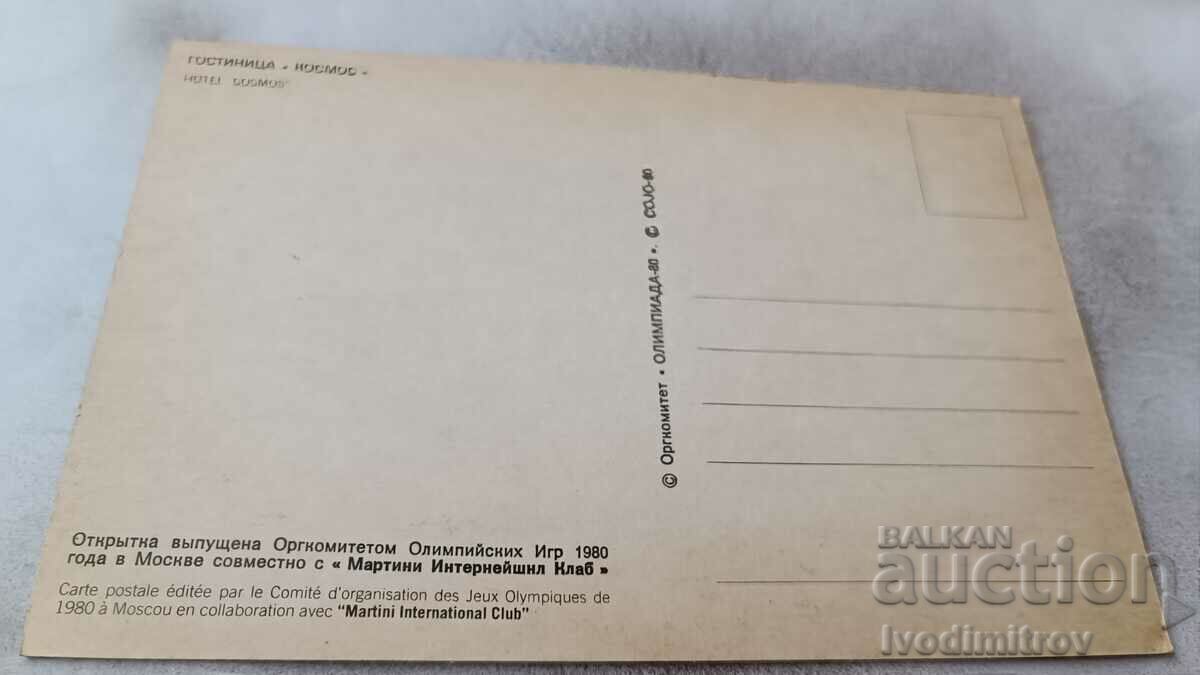 ГОСТИНИЦА « КОСМОС »
HOTEL "COSMOS"
© Оргкомитет « ОЛИМПИАДА-80 ». © COJO-80
Открытка выпущена Оргкомитетом Олимпийских Игр 1980
года в Москве совместно с « Мартини Интернейшнл Клаб »
Carte postale éditée par le Comité d'organisation des Jeux Olympiques de
1980 à Moscou en collaboration avec "Martini International Club"
BALKAN
auction
Ivodimitrov